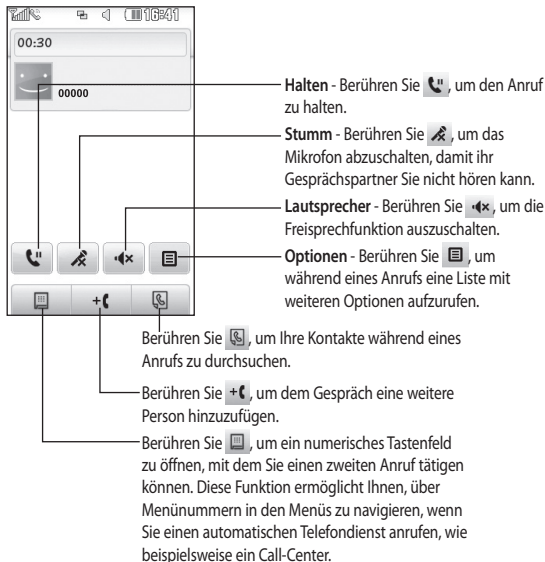 16:41
00:30
00000
Halten - Berühren Sie , um den Anruf
zu halten.
Stumm - Berühren Sie , um das
Mikrofon abzuschalten, damit ihr
Gesprächspartner Sie nicht hören kann.
Lautsprecher - Berühren Sie , um die
Freisprechfunktion auszuschalten.
Optionen - Berühren Sie , um
während eines Anrufs eine Liste mit
weiteren Optionen aufzurufen.
Berühren Sie , um Ihre Kontakte während eines
Anrufs zu durchsuchen.
Berühren Sie , um dem Gespräch eine weitere
Person hinzuzufügen.
Berühren Sie , um ein numerisches Tastenfeld
zu öffnen, mit dem Sie einen zweiten Anruf tätigen
können. Diese Funktion ermöglicht Ihnen, über
Menünummern in den Menüs zu navigieren, wenn
Sie einen automatischen Telefondienst anrufen, wie
beispielsweise ein Call-Center.